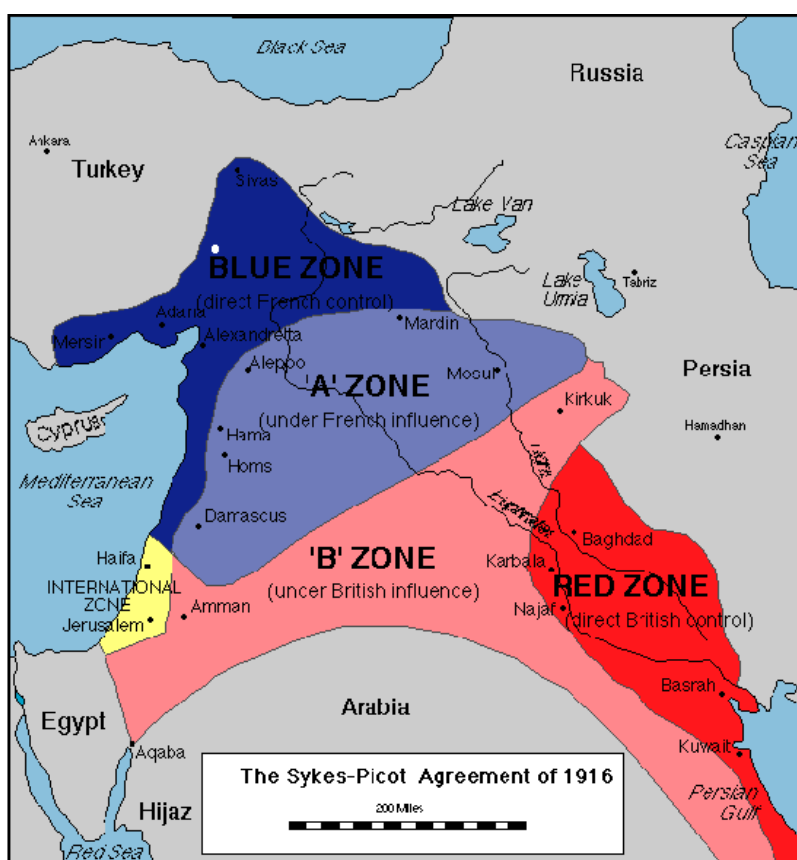 Black Sea
Russia
Caspian
Sea
Ankara
Turkey
Sivas
Lake Van
BLUE ZONE
(direct French control)
Lake
Urmia
Tabriz
Adana
Mersin
Alexandretta
Mardin
Aleppo
Mosul
'A' ZONE
(under French influence)
Persia
Kirkuk
Cyprus
Hama
Homs
Hamadhan
Tigris
Mediterranean
Sea
Euphrates
Damascus
Baghdad
Haifa
'B' ZONE
(under British influence)
Karbala
RED ZONE
(direct British control)
INTERNATIONAL
ZONE
Jerusalem
Amman
Najaf
Basrah
Egypt
Arabia
Aqaba
Kuwait
The Sykes-Picot Agreement of 1916
200 Miles
Persian
Gulf
Hijaz
Red Sea